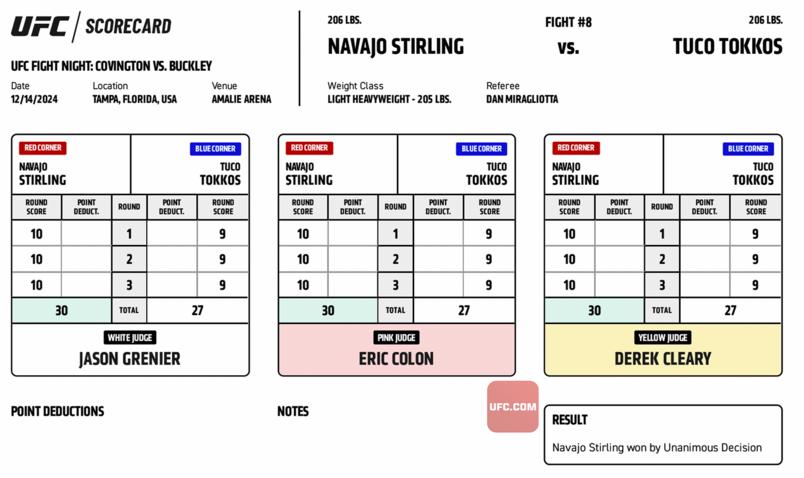 UFC / SCORECARD
UFC FIGHT NIGHT: COVINGTON VS. BUCKLEY
Date Location Venue
12/14/2024 TAMPA, FLORIDA, USA AMALIE ARENA
206 LBS. FIGHT #8 206 LBS.
NAVAJO STIRLING vs. TUCO TOKKOS
Weight Class Referee
LIGHT HEAVYWEIGHT - 205 LBS. DAN MIRAGLIOTTA
RED CORNER BLUE CORNER
NAVAJO TUCO
STIRLING TOKKOS
ROUND SCORE POINT DEDUCT. ROUND POINT DEDUCT. ROUND SCORE
10 1 9
10 2 9
10 3 9
30 TOTAL 27
WHITE JUDGE
JASON GRENIER
RED CORNER BLUE CORNER
NAVAJO TUCO
STIRLING TOKKOS
ROUND SCORE POINT DEDUCT. ROUND POINT DEDUCT. ROUND SCORE
10 1 9
10 2 9
10 3 9
30 TOTAL 27
PINK JUDGE
ERIC COLON
RED CORNER BLUE CORNER
NAVAJO TUCO
STIRLING TOKKOS
ROUND SCORE POINT DEDUCT. ROUND POINT DEDUCT. ROUND SCORE
10 1 9
10 2 9
10 3 9
30 TOTAL 27
YELLOW JUDGE
DEREK CLEARY
POINT DEDUCTIONS
NOTES
UFC.COM
RESULT
Navajo Stirling won by Unanimous Decision